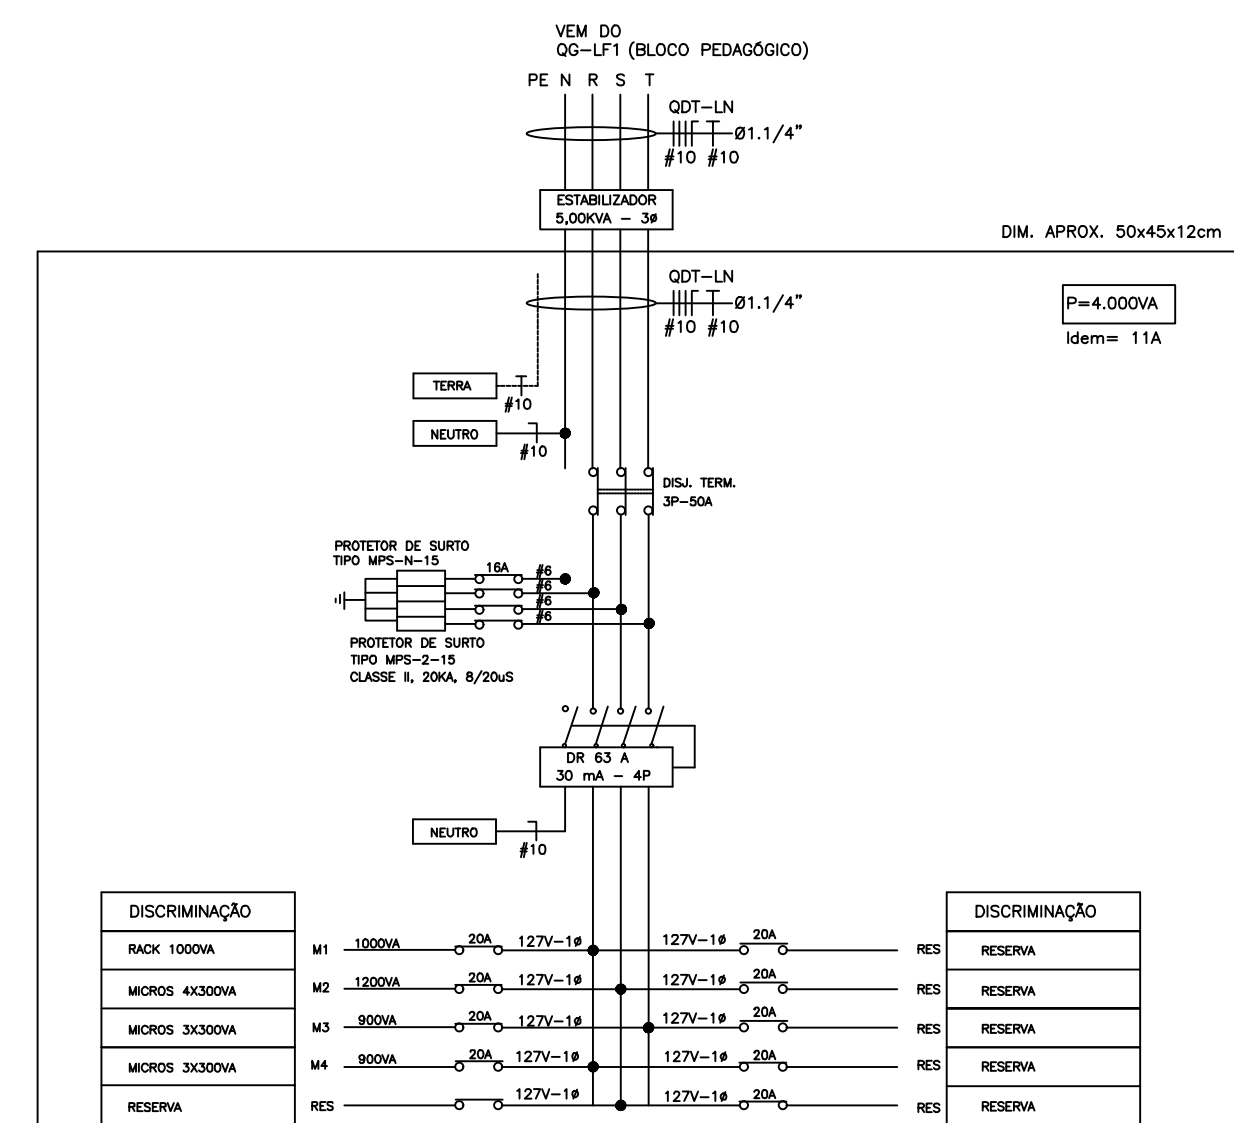 VEM DO
QG-LF1 (BLOCO PEDAGÓGICO)
PE N R S T
QDT-LN
Ø1.1/4"
#10 #10
ESTABILIZADOR
5,00KVA - 3ø
DIM. APROX. 50x45x12cm
QDT-LN
Ø1.1/4"
#10 #10
P=4.000VA
Idem= 11A
TERRA
#10
NEUTRO
#10
DISJ. TERM.
3P-50A
PROTETOR DE SURTO
TIPO MPS-N-15
16A
#6
#6
#6
#6
PROTETOR DE SURTO
TIPO MPS-2-15
CLASSE II, 20KA, 8/20uS
DR 63 A
30 mA - 4P
NEUTRO
#10
DISCRIMINAÇÃO
DISCRIMINAÇÃO
RACK 1000VA M1 1000VA 20A 127V-1ø 127V-1ø 20A RES RESERVA
MICROS 4X300VA M2 1200VA 20A 127V-1ø 127V-1ø 20A RES RESERVA
MICROS 3X300VA M3 900VA 20A 127V-1ø 127V-1ø 20A RES RESERVA
MICROS 3X300VA M4 900VA 20A 127V-1ø 127V-1ø 20A RES RESERVA
RESERVA RES 127V-1ø 127V-1ø 20A RES RESERVA